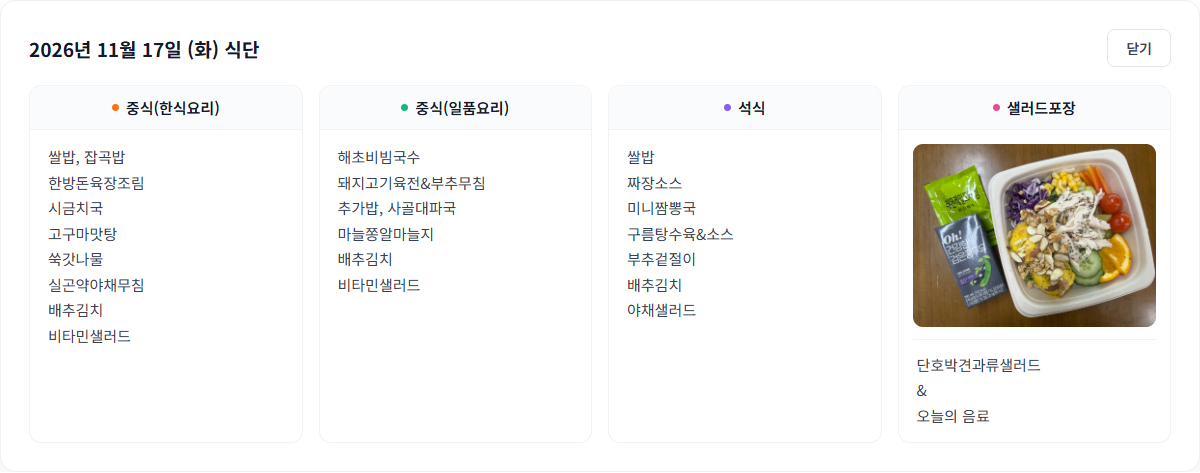 2026년 11월 17일 (화) 식단
닫기
중식(한식요리)
쌀밥, 잡곡밥
한방돈육장조림
시금치국
고구마맛탕
쑥갓나물
실곤약야채무침
배추김치
비타민샐러드
중식(일품요리)
해초비빔국수
돼지고기육전&부추무침
추가밥, 사골대파국
마늘쫑알마늘지
배추김치
비타민샐러드
석식
쌀밥
짜장소스
미니짬뽕국
구름탕수육&소스
부추겉절이
배추김치
야채샐러드
샐러드포장
Oh!
단호박견과류샐러드
&
오늘의 음료